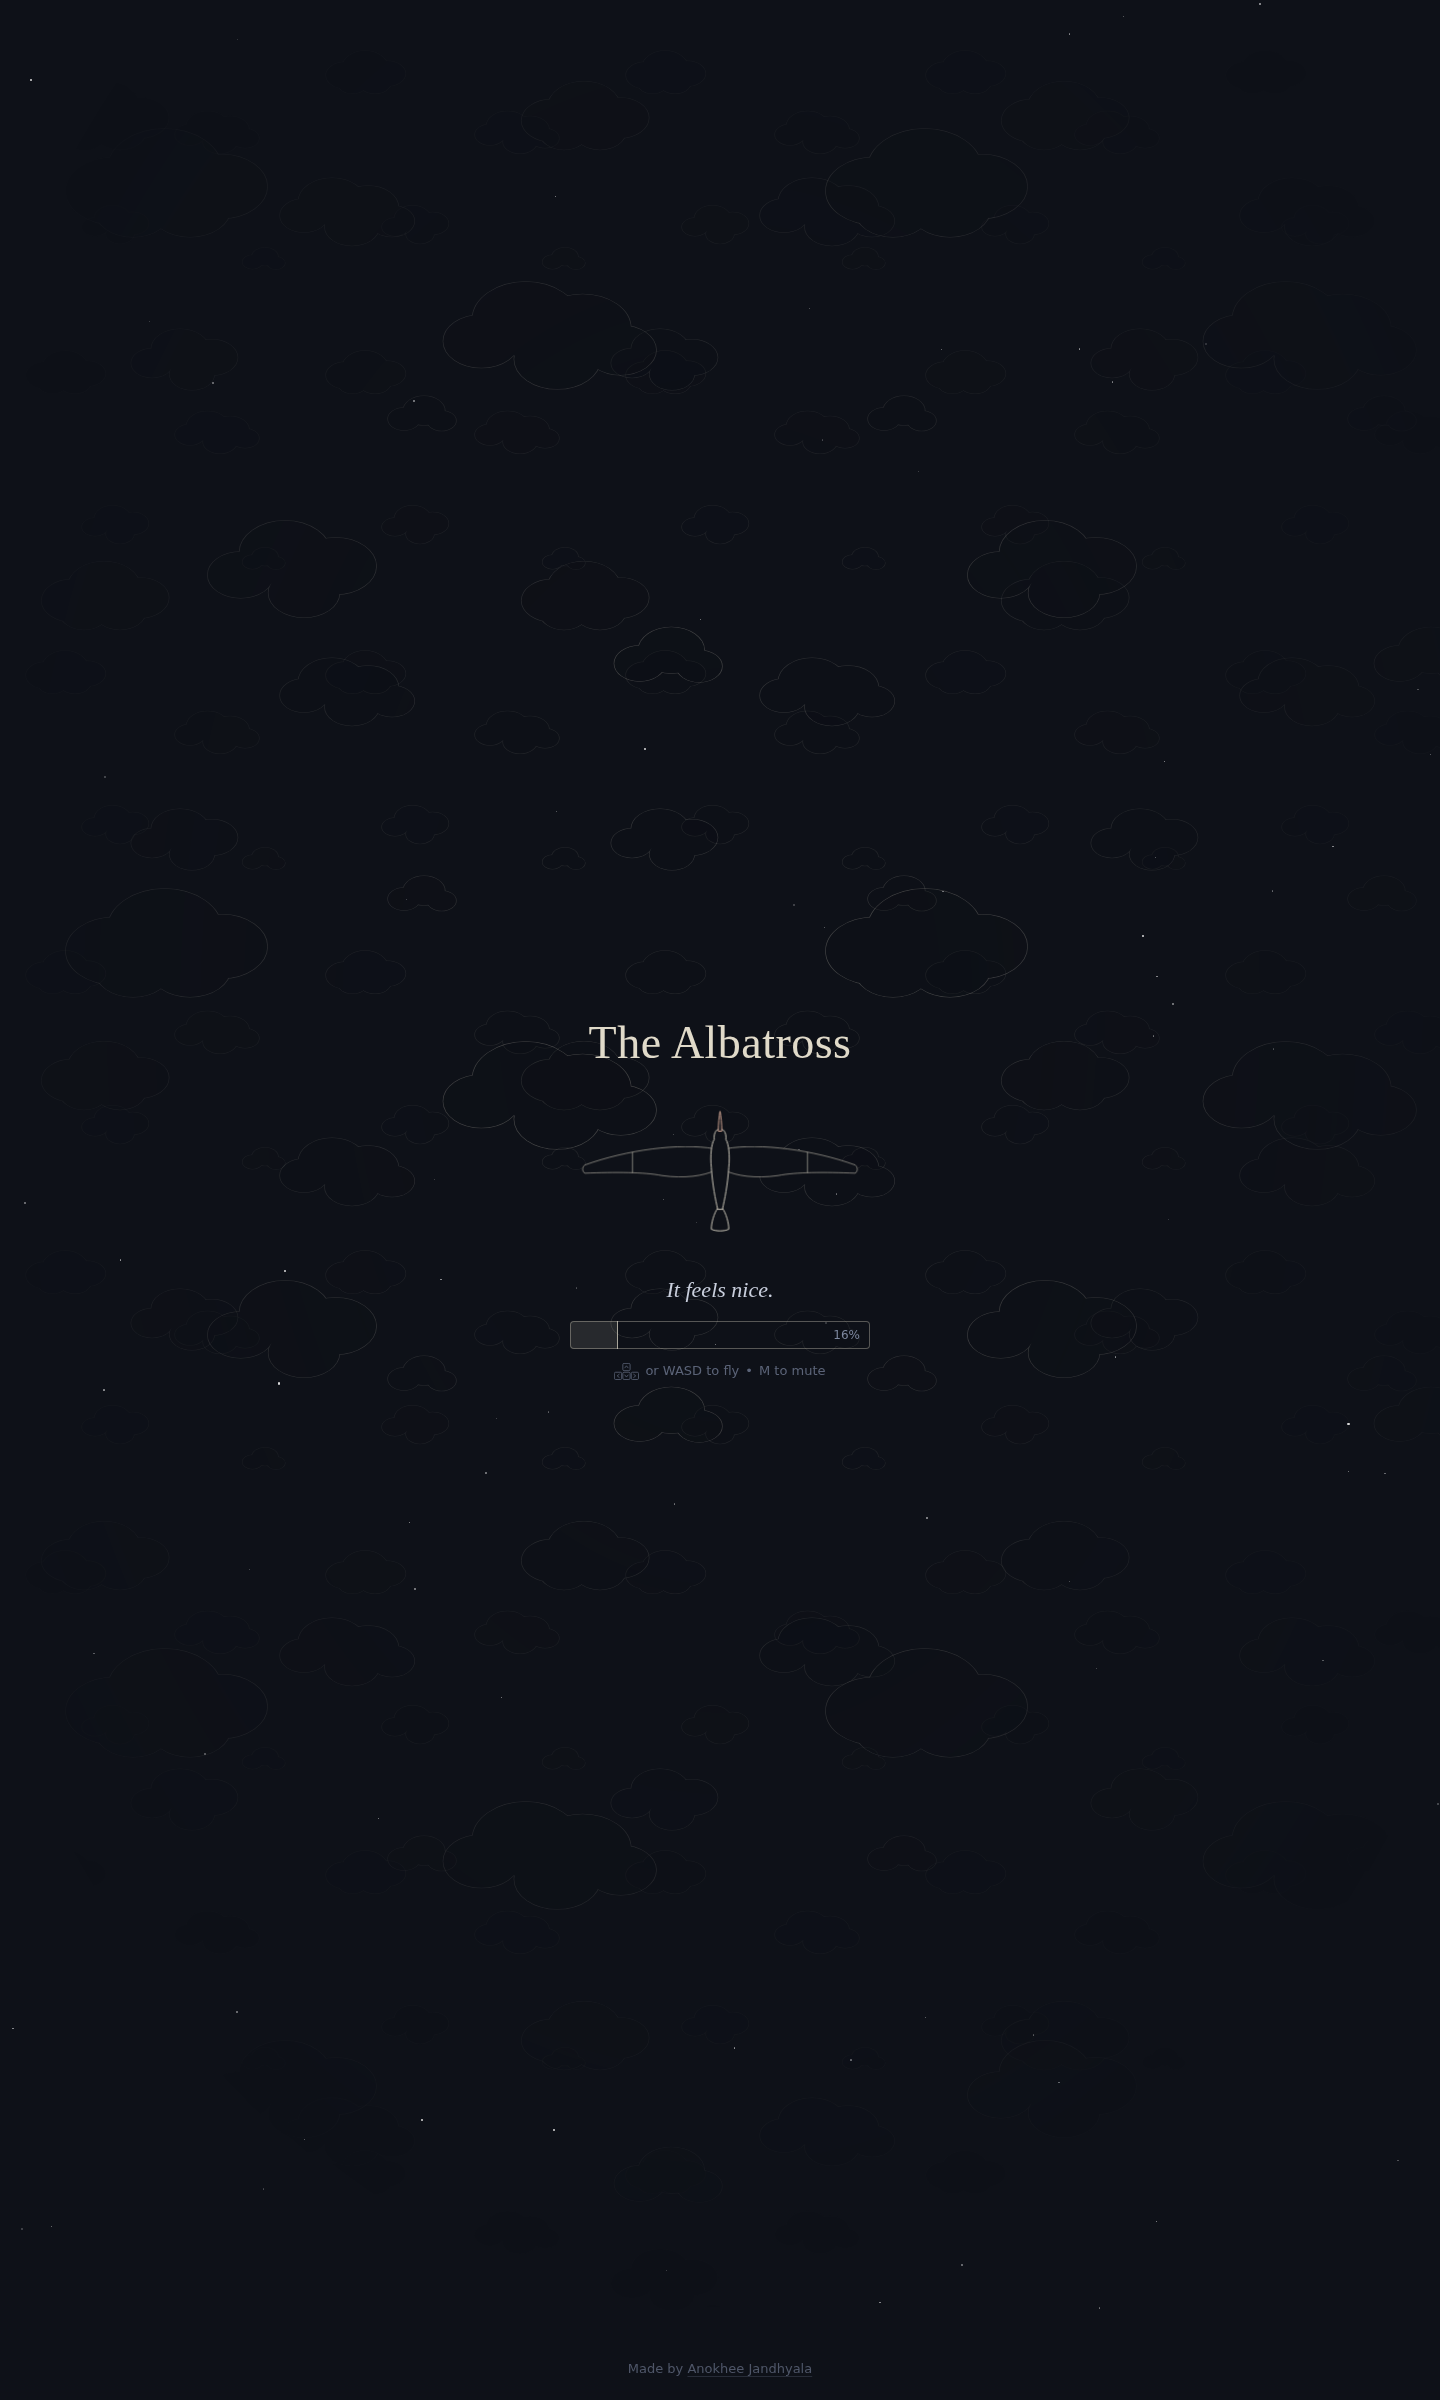 The Albatross
It feels nice.
16%
or WASD to fly • M to mute
Made by Anokhee Jandhyala